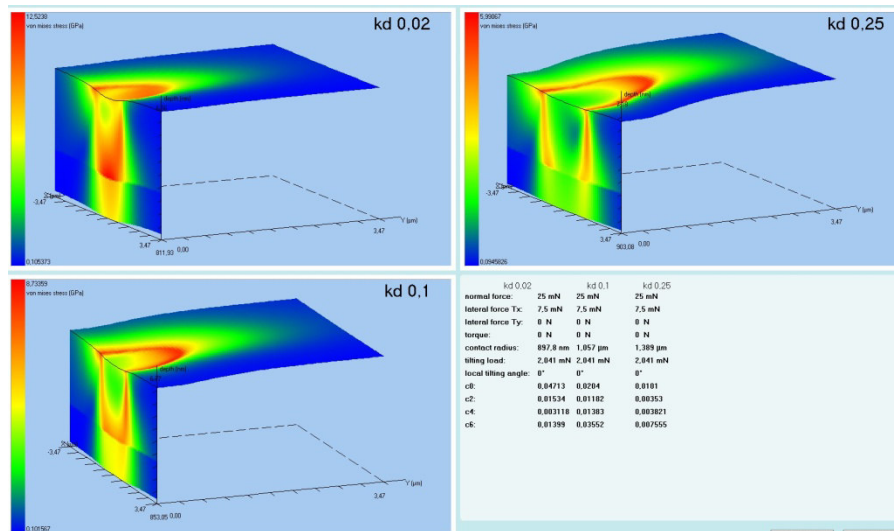 12,5238
von mises stress [GPa]
kd 0,02
depth [nm]
-3,47
3,47
811,93
0,00
Y [µm]
3,47
0,105373
5,99867
von mises stress [GPa]
kd 0,25
depth [nm]
-3,47
3,47
903,08
0,00
Y [µm]
3,47
0,0945826
8,73359
von mises stress [GPa]
kd 0,1
depth [nm]
-3,47
3,47
853,85
0,00
Y [µm]
3,47
0,101567
kd 0,02 kd 0,1 kd 0,25
normal force: 25 mN 25 mN 25 mN
lateral force Tx: 7,5 mN 7,5 mN 7,5 mN
lateral force Ty: 0 N 0 N 0 N
torque: 0 N 0 N 0 N
contact radius: 897,8 nm 1,057 µm 1,389 µm
tilting load: 2,041 mN 2,041 mN 2,041 mN
local tilting angle: 0° 0° 0°
c0: 0,04713 0,0204 0,0101
c2: 0,01534 0,01182 0,00353
c4: 0,003118 0,01383 0,003821
c6: 0,01399 0,03552 0,007555